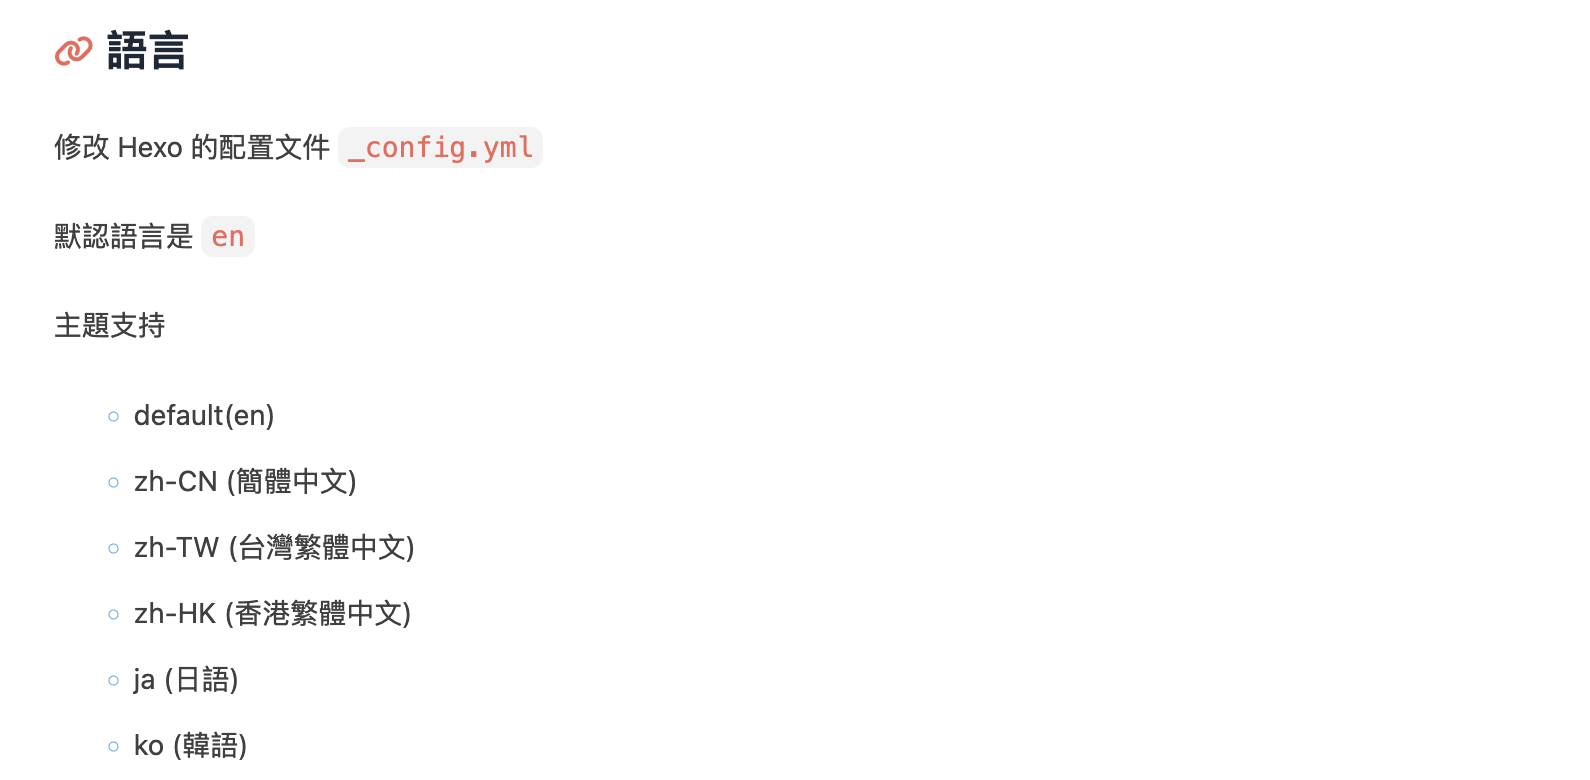 語言
修改 Hexo 的配置文件 _config.yml
默認語言是 en
主題支持
default(en)
zh-CN (簡體中文)
zh-TW (台灣繁體中文)
zh-HK (香港繁體中文)
ja (日語)
ko (韓語)